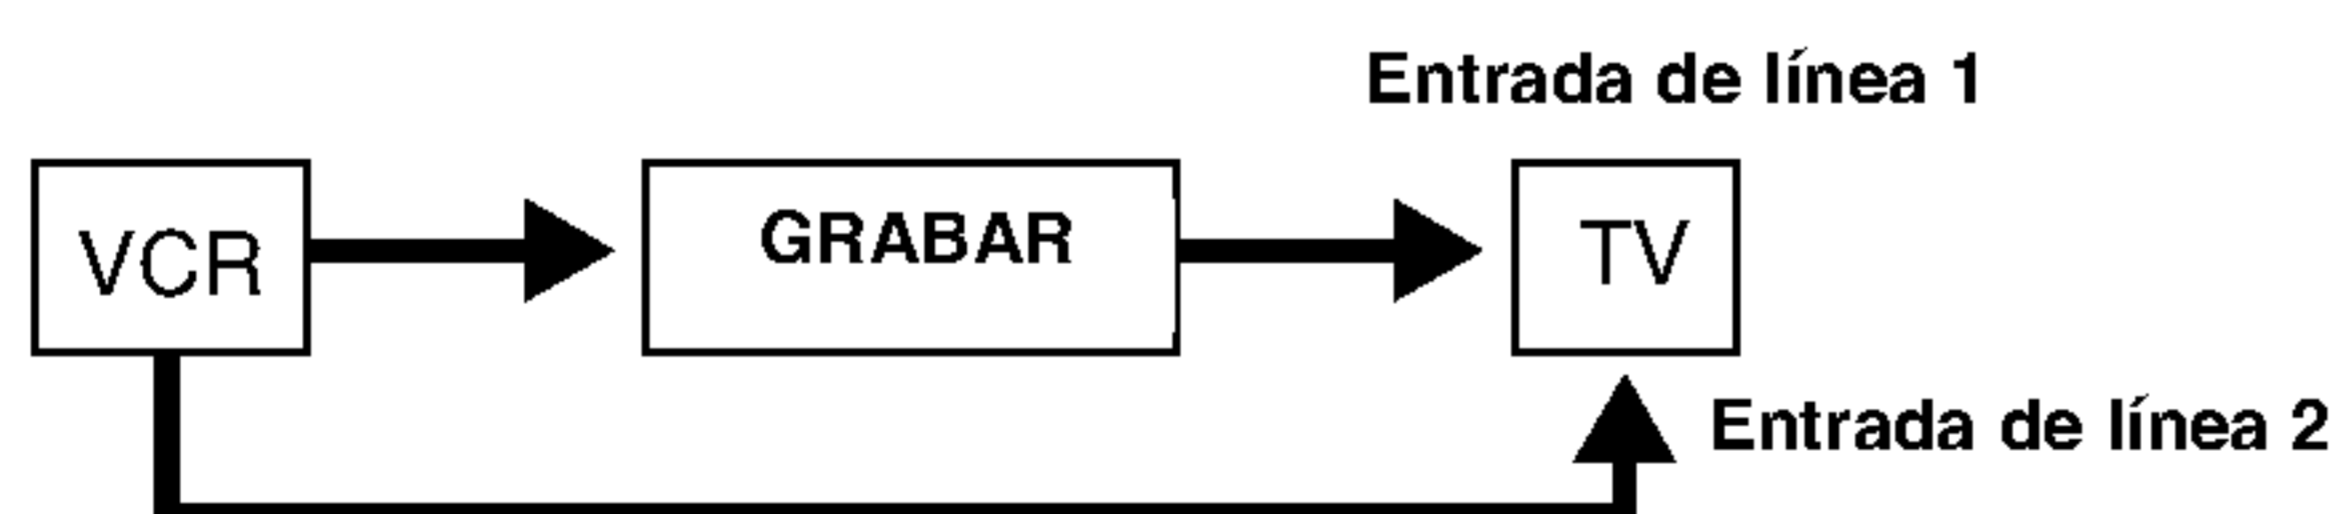 Entrada de línea 1
VCR
GRABAR
TV
Entrada de línea 2